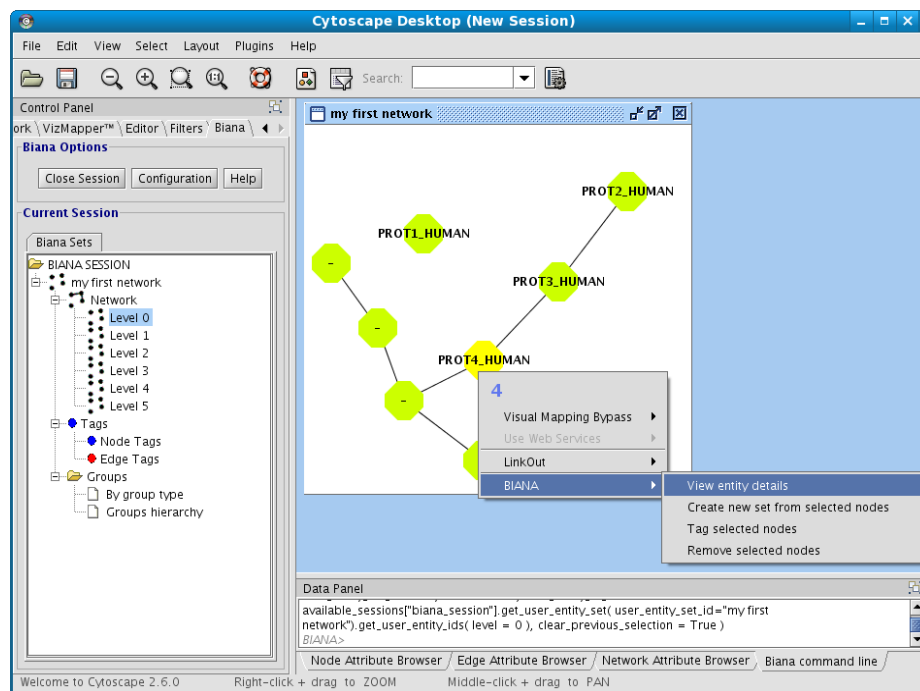 Cytoscape Desktop (New Session)
File Edit View Select Layout Plugins Help
Search:
Control Panel
ork VizMapper™ Editor Filters Biana
Biana Options
Close Session Configuration Help
Current Session
Biana Sets
BIANA SESSION
my first network
Network
Level 0
Level 1
Level 2
Level 3
Level 4
Level 5
Tags
Node Tags
Edge Tags
Groups
By group type
Groups hierarchy
my first network
PROT2_HUMAN
PROT1_HUMAN
-
PROT3_HUMAN
-
PROT4_HUMAN
-
4
Visual Mapping Bypass
Use Web Services
LinkOut
BIANA
View entity details
Create new set from selected nodes
Tag selected nodes
Remove selected nodes
Data Panel
available_sessions["biana_session"].get_user_entity_set( user_entity_set_id="my first
network").get_user_entity_ids( level = 0 ), clear_previous_selection = True )
BIANA>
Node Attribute Browser Edge Attribute Browser Network Attribute Browser Biana command line
Welcome to Cytoscape 2.6.0 Right-click + drag to ZOOM Middle-click + drag to PAN